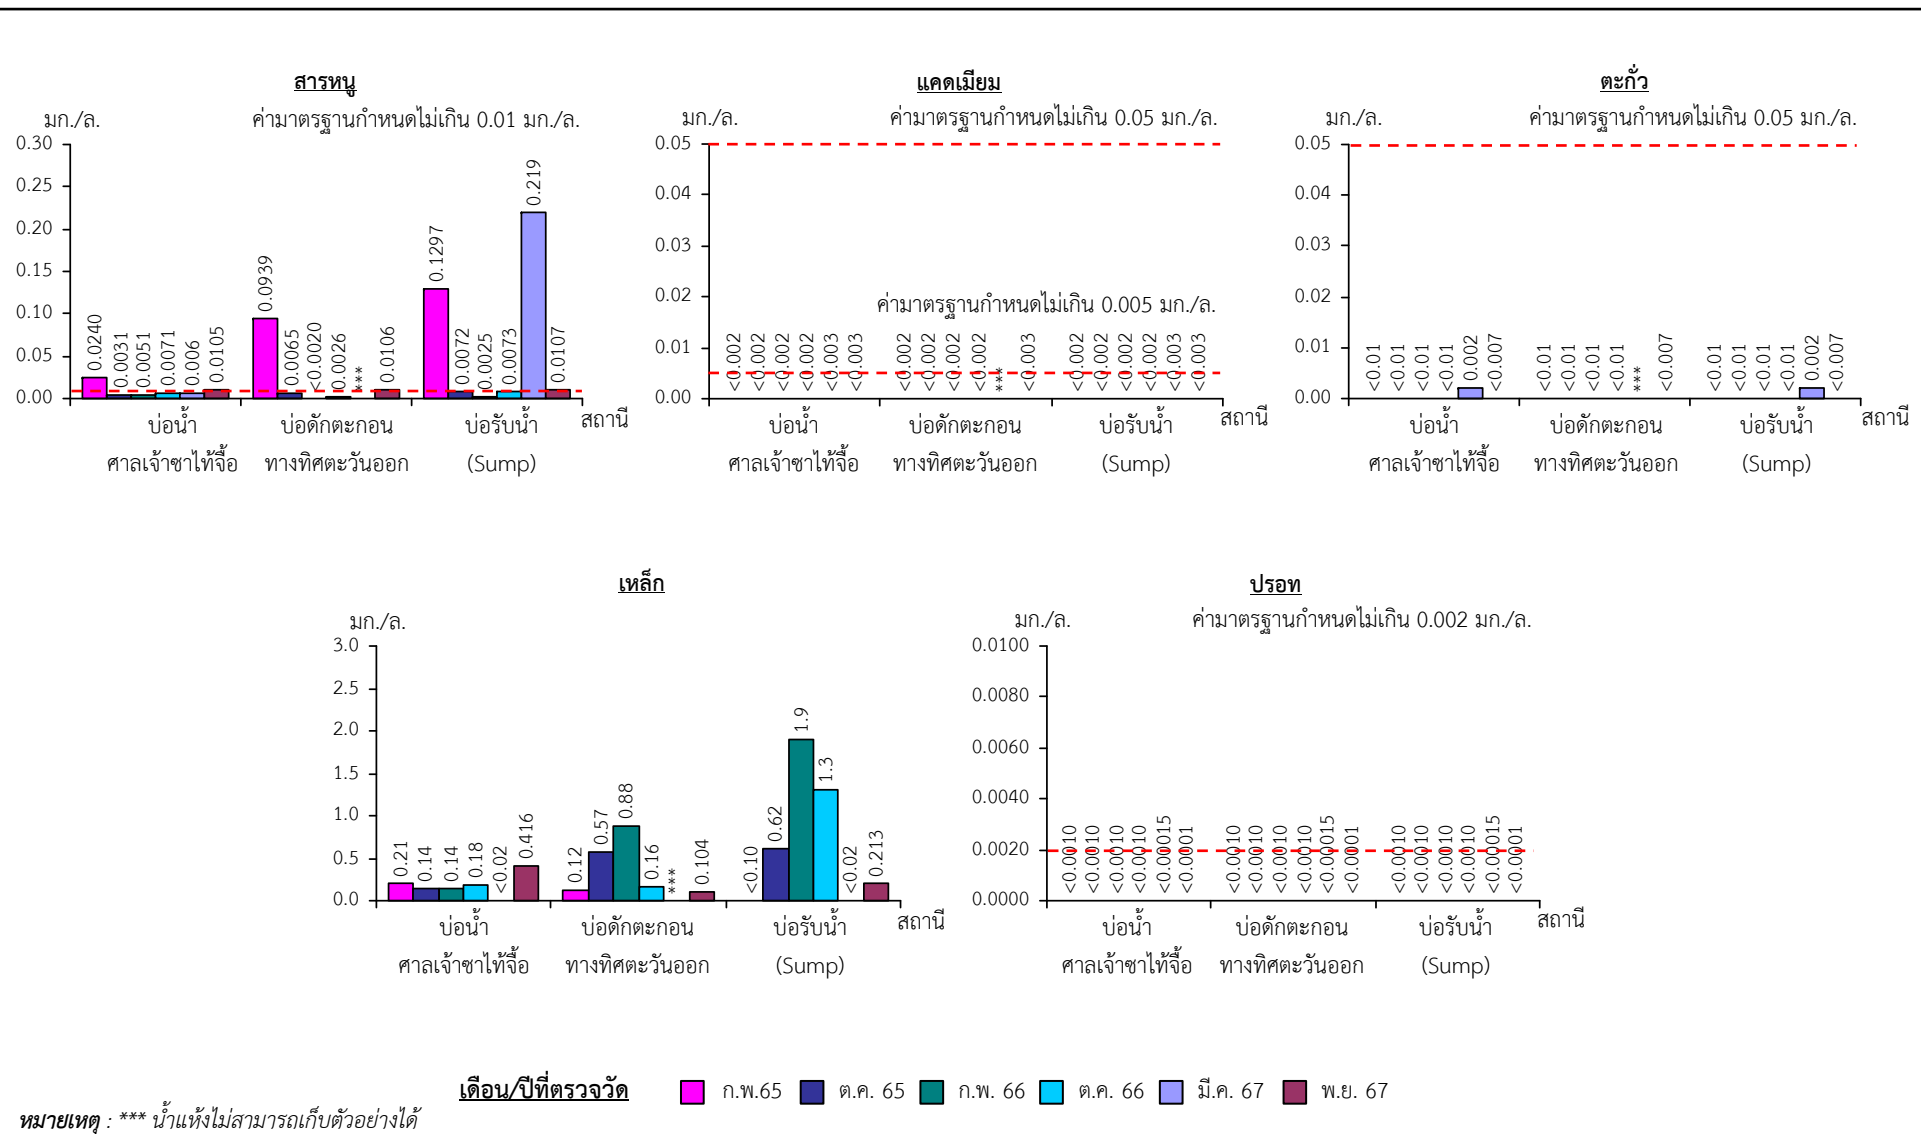 สารหนู
มก./ล. ค่ามาตรฐานกำหนดไม่เกิน 0.01 มก./ล.
0.30
0.25
0.20
0.15
0.10
0.05
0.00
0.0240 0.0031 0.0051 0.0071 0.006 0.0105
0.0939 0.0065 <0.0020 0.0026 *** 0.0106
0.1297 0.0072 0.0025 0.0073 0.219 0.0107
บ่อน้ำ บ่อดักตะกอน บ่อรับน้ำ สถานี
ศาลเจ้าซาไท้จื้อ ทางทิศตะวันออก (Sump)
แคดเมียม
มก./ล. ค่ามาตรฐานกำหนดไม่เกิน 0.05 มก./ล.
0.05
0.04
0.03
0.02
0.01
0.00
ค่ามาตรฐานกำหนดไม่เกิน 0.005 มก./ล.
<0.002 <0.002 <0.002 <0.002 <0.003 <0.003
<0.002 <0.002 <0.002 <0.002 *** <0.003
<0.002 <0.002 <0.002 <0.002 <0.003 <0.003
บ่อน้ำ บ่อดักตะกอน บ่อรับน้ำ สถานี
ศาลเจ้าซาไท้จื้อ ทางทิศตะวันออก (Sump)
ตะกั่ว
มก./ล. ค่ามาตรฐานกำหนดไม่เกิน 0.05 มก./ล.
0.05
0.04
0.03
0.02
0.01
0.00
<0.01 <0.01 <0.01 <0.01 0.002 <0.007
<0.01 <0.01 <0.01 <0.01 *** <0.007
<0.01 <0.01 <0.01 <0.01 0.002 <0.007
บ่อน้ำ บ่อดักตะกอน บ่อรับน้ำ สถานี
ศาลเจ้าซาไท้จื้อ ทางทิศตะวันออก (Sump)
เหล็ก
มก./ล.
3.0
2.5
2.0
1.5
1.0
0.5
0.0
0.21 0.14 0.14 0.18 <0.02 0.416
0.12 0.57 0.88 0.16 *** 0.104
<0.10 0.62 1.9 1.3 <0.02 0.213
บ่อน้ำ บ่อดักตะกอน บ่อรับน้ำ สถานี
ศาลเจ้าซาไท้จื้อ ทางทิศตะวันออก (Sump)
ปรอท
มก./ล. ค่ามาตรฐานกำหนดไม่เกิน 0.002 มก./ล.
0.0100
0.0080
0.0060
0.0040
0.0020
0.0000
<0.0010 <0.0010 <0.0010 <0.0010 <0.00015 <0.0001
<0.0010 <0.0010 <0.0010 <0.0010 <0.00015 <0.0001
<0.0010 <0.0010 <0.0010 <0.0010 <0.00015 <0.0001
บ่อน้ำ บ่อดักตะกอน บ่อรับน้ำ สถานี
ศาลเจ้าซาไท้จื้อ ทางทิศตะวันออก (Sump)
เดือน/ปีที่ตรวจวัด ก.พ.65 ต.ค. 65 ก.พ. 66 ต.ค. 66 มี.ค. 67 พ.ย. 67
หมายเหตุ : *** น้ำแห้งไม่สามารถเก็บตัวอย่างได้